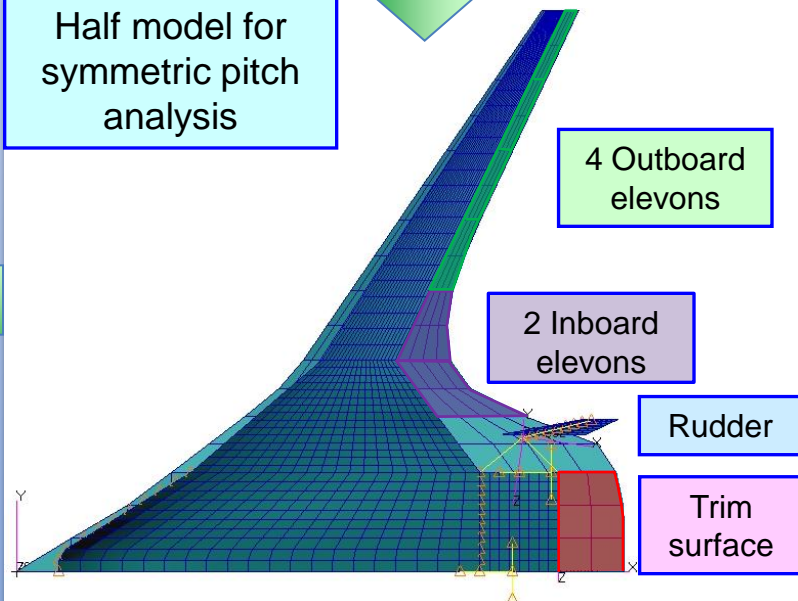 Half model for
symmetric pitch
analysis
4 Outboard
elevons
2 Inboard
elevons
Rudder
Trim
surface
Y
X
Z
Y
Z
X
Z